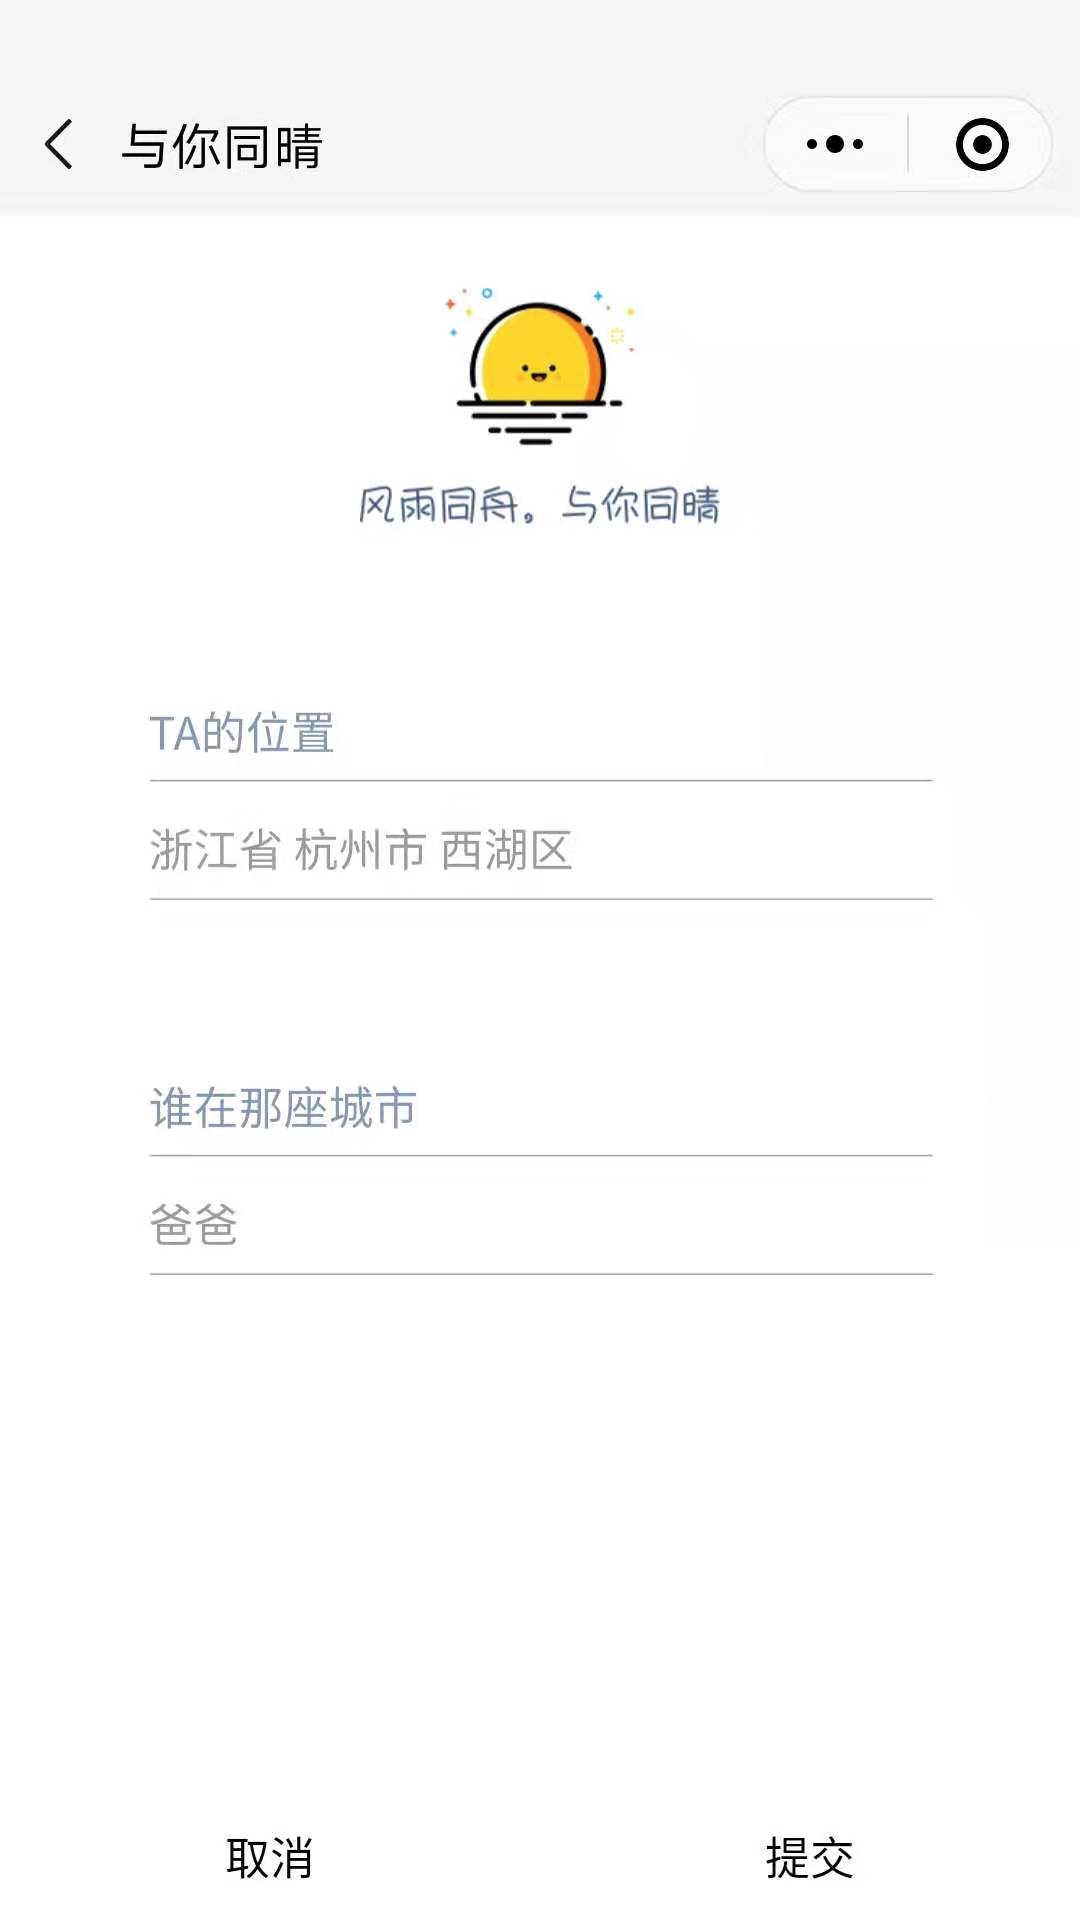 与你同晴
风雨同舟。与你同晴
TA的位置
浙江省 杭州市 西湖区
谁在那座城市
爸爸
取消 提交